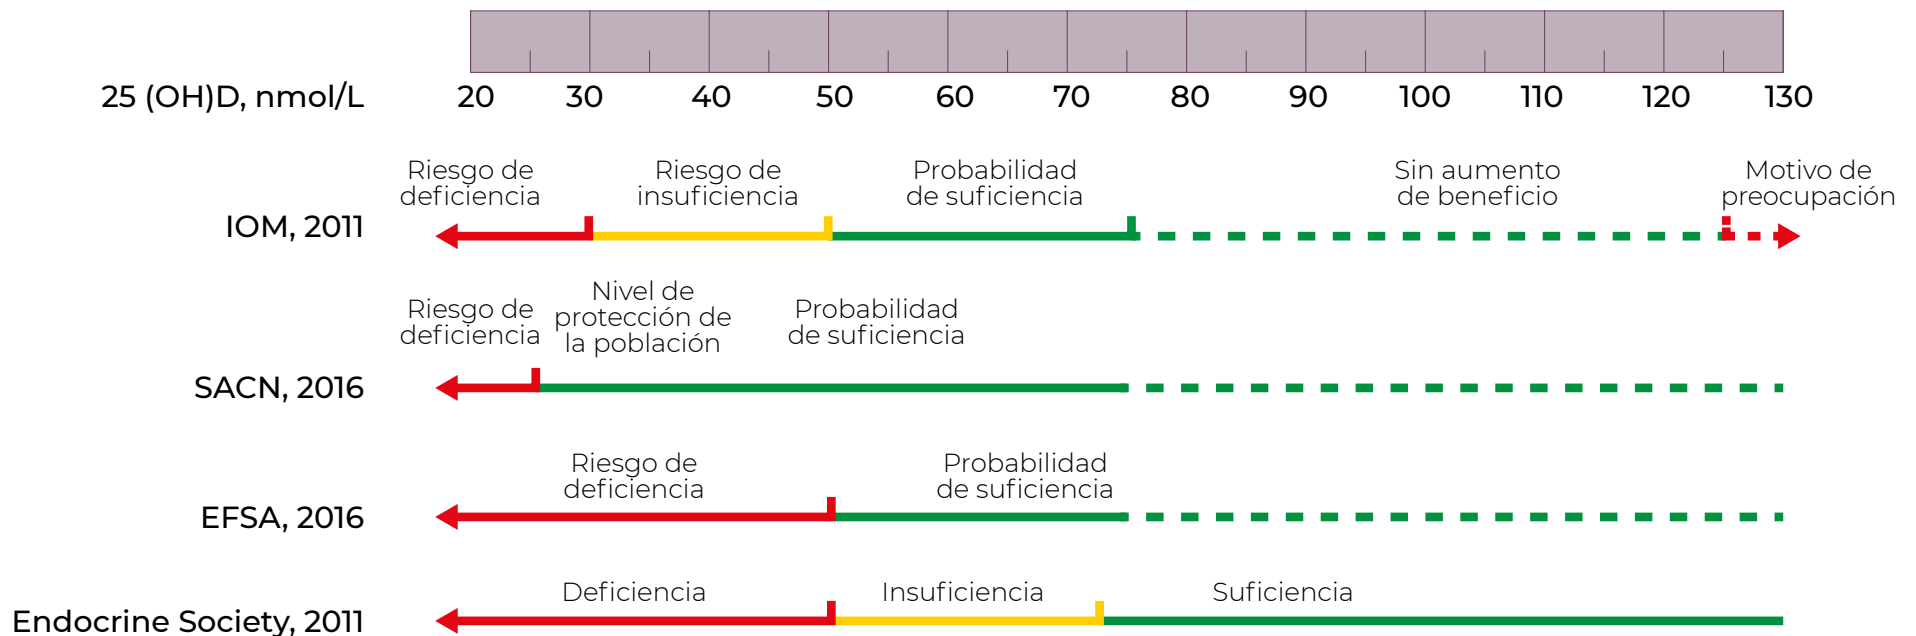 25 (OH)D, nmol/L 20 30 40 50 60 70 80 90 100 110 120 130
Riesgo de
deficiencia
Riesgo de
insuficiencia
Probabilidad
de suficiencia
Sin aumento
de beneficio
Motivo de
preocupación
IOM, 2011
Riesgo de
deficiencia
Nivel de
protección de
la población
Probabilidad
de suficiencia
SACN, 2016
Riesgo de
deficiencia
Probabilidad
de suficiencia
EFSA, 2016
Deficiencia
Insuficiencia
Suficiencia
Endocrine Society, 2011